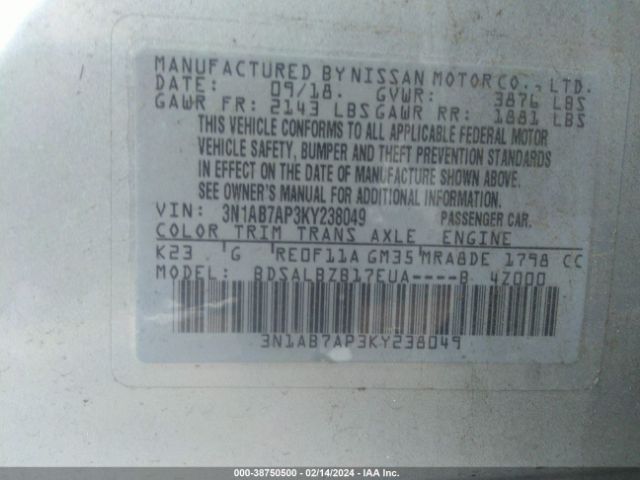 MANUFACTURED BY NISSAN MOTOR CO., LTD.
DATE: 09/18. GVWR: 3876 LBS
GAWR FR: 2143 LBS GAWR RR: 1881 LBS
THIS VEHICLE CONFORMS TO ALL APPLICABLE FEDERAL MOTOR
VEHICLE SAFETY, BUMPER AND THEFT PREVENTION STANDARDS
IN EFFECT ON THE DATE OF MANUFACTURE SHOWN ABOVE.
SEE OWNER'S MANUAL FOR ADDITIONAL INFORMATION.
VIN: 3N1AB7AP3KY238049 PASSENGER CAR.
COLOR TRIM TRANS AXLE ENGINE
K23 G RE0F11A GM35 MRA8DE 1798 CC
MODEL: BDSALBZB17EUA----B 4Z000
3N1AB7AP3KY238049
000-38750500 - 02/14/2024 - IAA Inc.